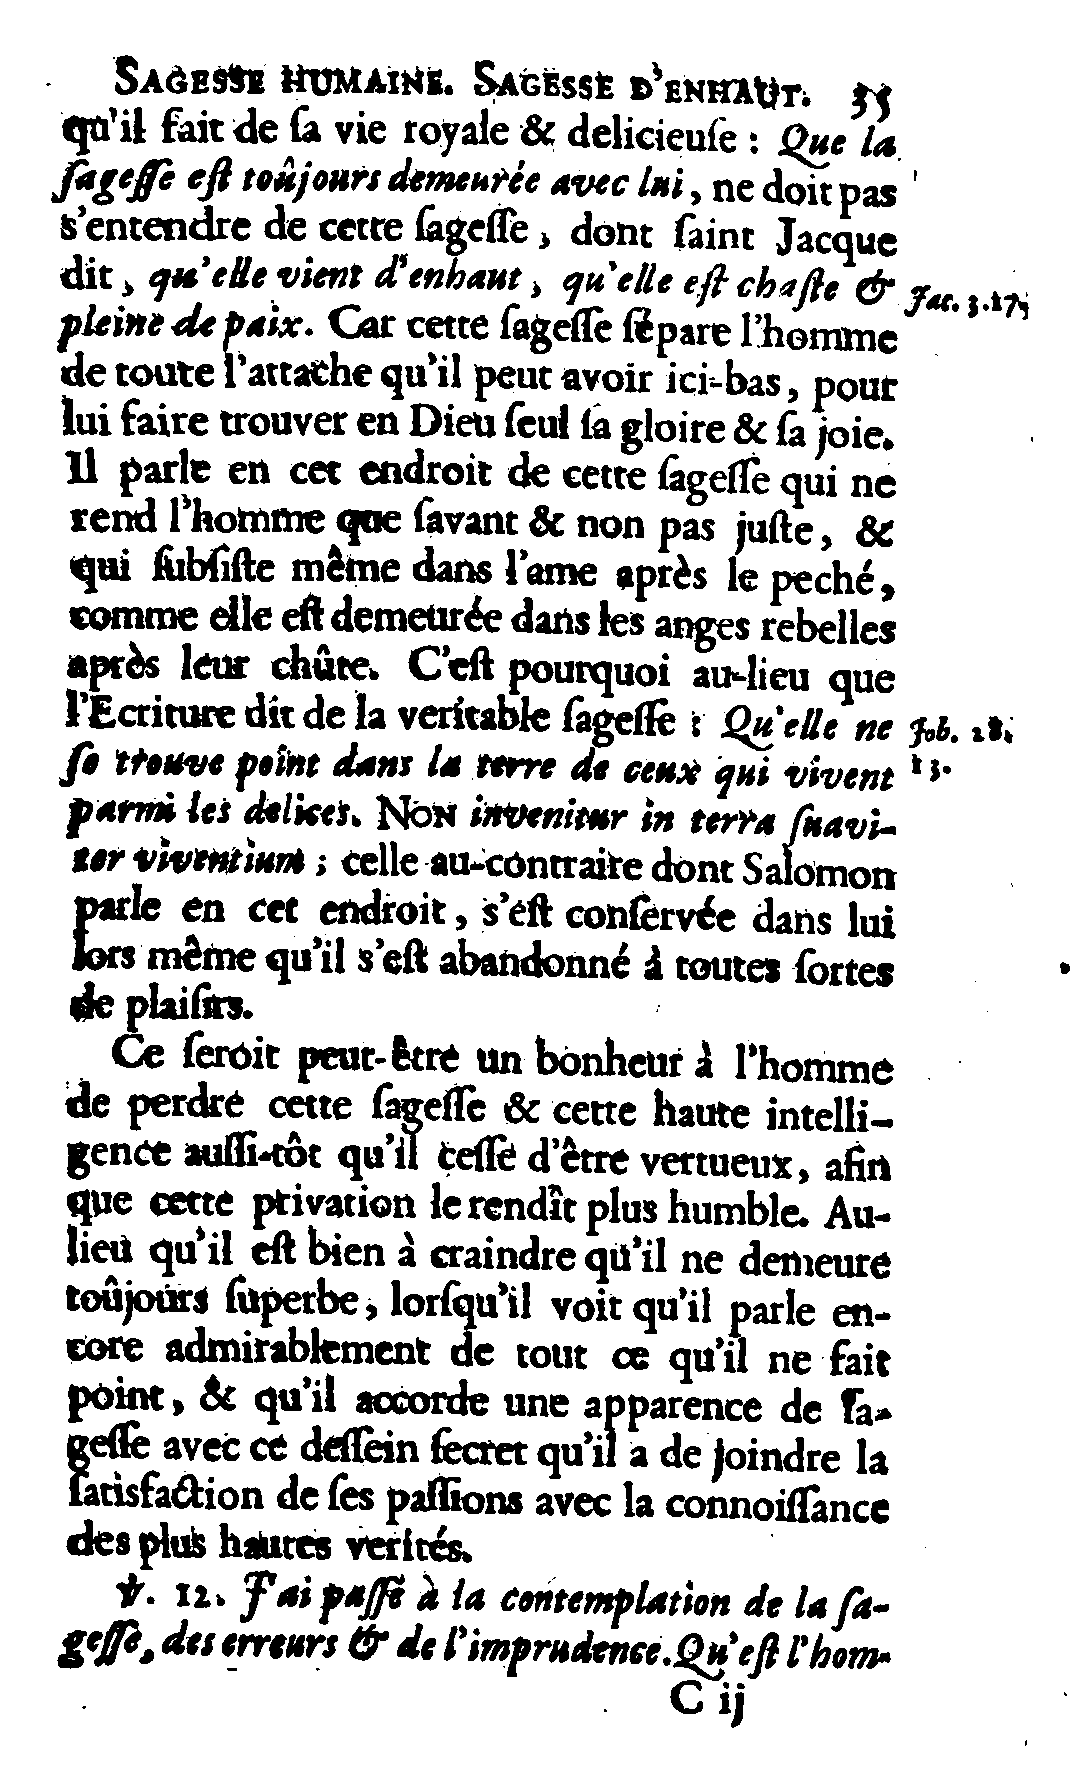 SAGESSE HUMAINE. SAGESSE D'ENHAUT. 35
qu'il fait de ſa vie royale & delicieuſe : Que la
ſageſſe eſt toûjours demeurée avec lui, ne doit pas
s'entendre de cette ſageſſe, dont ſaint Jacque
dit, qu'elle vient d'enhaut, qu'elle eſt chaſte & Jac. 3. 17.
pleine de paix. Car cette ſageſſe ſépare l'homme
de toute l'attache qu'il peut avoir ici-bas, pour
lui faire trouver en Dieu ſeul ſa gloire & ſa joie.
Il parle en cet endroit de cette ſageſſe qui ne
rend l'homme que ſavant & non pas juſte, &
qui ſubſiſte même dans l'ame après le peché,
comme elle eſt demeurée dans les anges rebelles
après leur chûte. C'eſt pourquoi au-lieu que
l'Ecriture dit de la veritable ſageſſe : Qu'elle ne Job. 28.
ſe trouve point dans la terre de ceux qui vivent 13.
parmi les delices. NON invenitur in terra ſuavi-
ter viventium ; celle au-contraire dont Salomon
parle en cet endroit, s'eſt conſervée dans lui
lors même qu'il s'eſt abandonné à toutes ſortes
de plaiſirs.
Ce ſeroit peut-être un bonheur à l'homme
de perdre cette ſageſſe & cette haute intelli-
gence auſſi-tôt qu'il ceſſe d'être vertueux, afin
que cette privation le rendît plus humble. Au-
lieu qu'il eſt bien à craindre qu'il ne demeure
toûjours ſuperbe, lorſqu'il voit qu'il parle en-
core admirablement de tout ce qu'il ne fait
point, & qu'il accorde une apparence de ſa-
geſſe avec ce deſſein ſecret qu'il a de joindre la
ſatisfaction de ſes paſſions avec la connoiſſance
des plus hautes verités.
℣. 12. J'ai paſſé à la contemplation de la ſa-
geſſe, des erreurs & de l'imprudence. Qu'eſt l'hom-
C ij